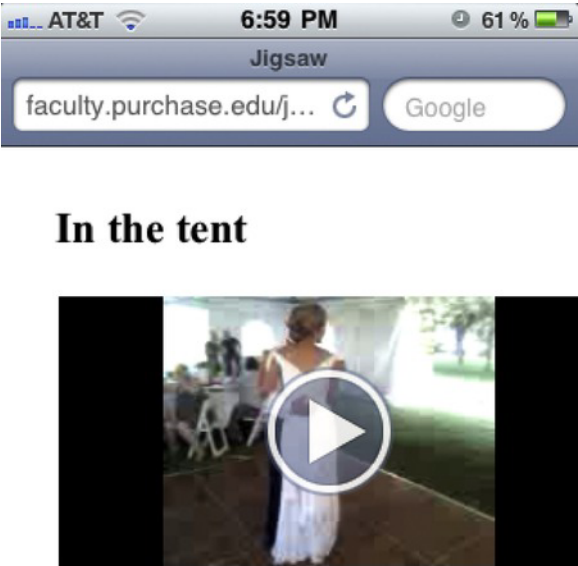 AT&T 6:59 PM 61 %
Jigsaw
faculty.purchase.edu/j... Google
In the tent